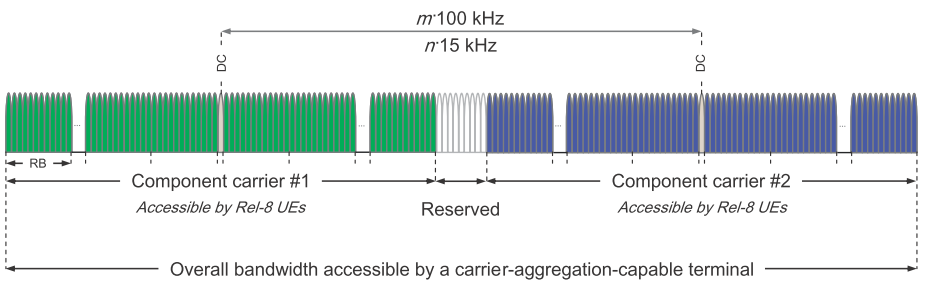 m·100 kHz
n·15 kHz
DC
DC
...
...
...
...
RB
Component carrier #1
Component carrier #2
Accessible by Rel-8 UEs
Reserved
Accessible by Rel-8 UEs
Overall bandwidth accessible by a carrier-aggregation-capable terminal